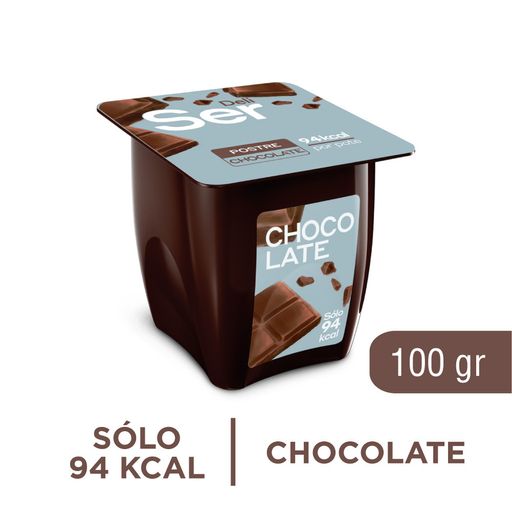 Deli
Ser
POSTRE
CHOCOLATE
94kcal
por pote
CHOCO
LATE
Sólo
94
kcal
100 gr
SÓLO
94 KCAL
CHOCOLATE